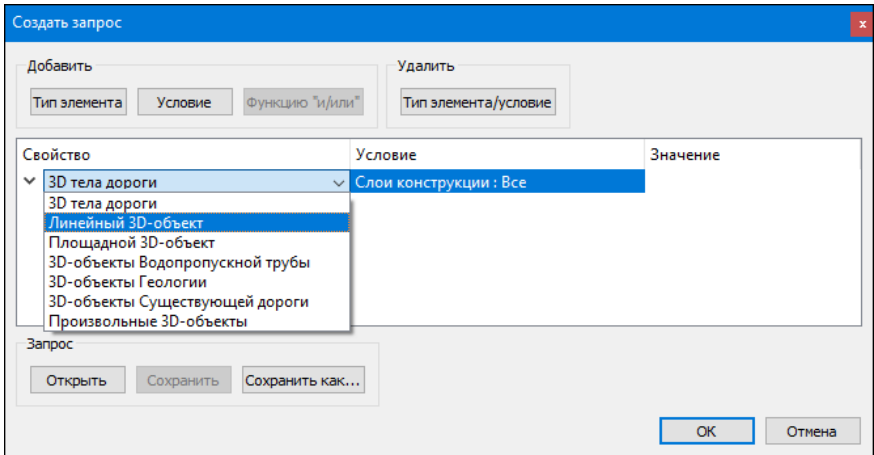 Создать запрос
x
Добавить
Удалить
Тип элемента Условие Функцию "и/или" Тип элемента/условие
Свойство Условие Значение
3D тела дороги Слои конструкции : Все
3D тела дороги
Линейный 3D-объект
Площадной 3D-объект
3D-объекты Водопропускной трубы
3D-объекты Геологии
3D-объекты Существующей дороги
Произвольные 3D-объекты
Запрос
Открыть Сохранить Сохранить как...
OK Отмена